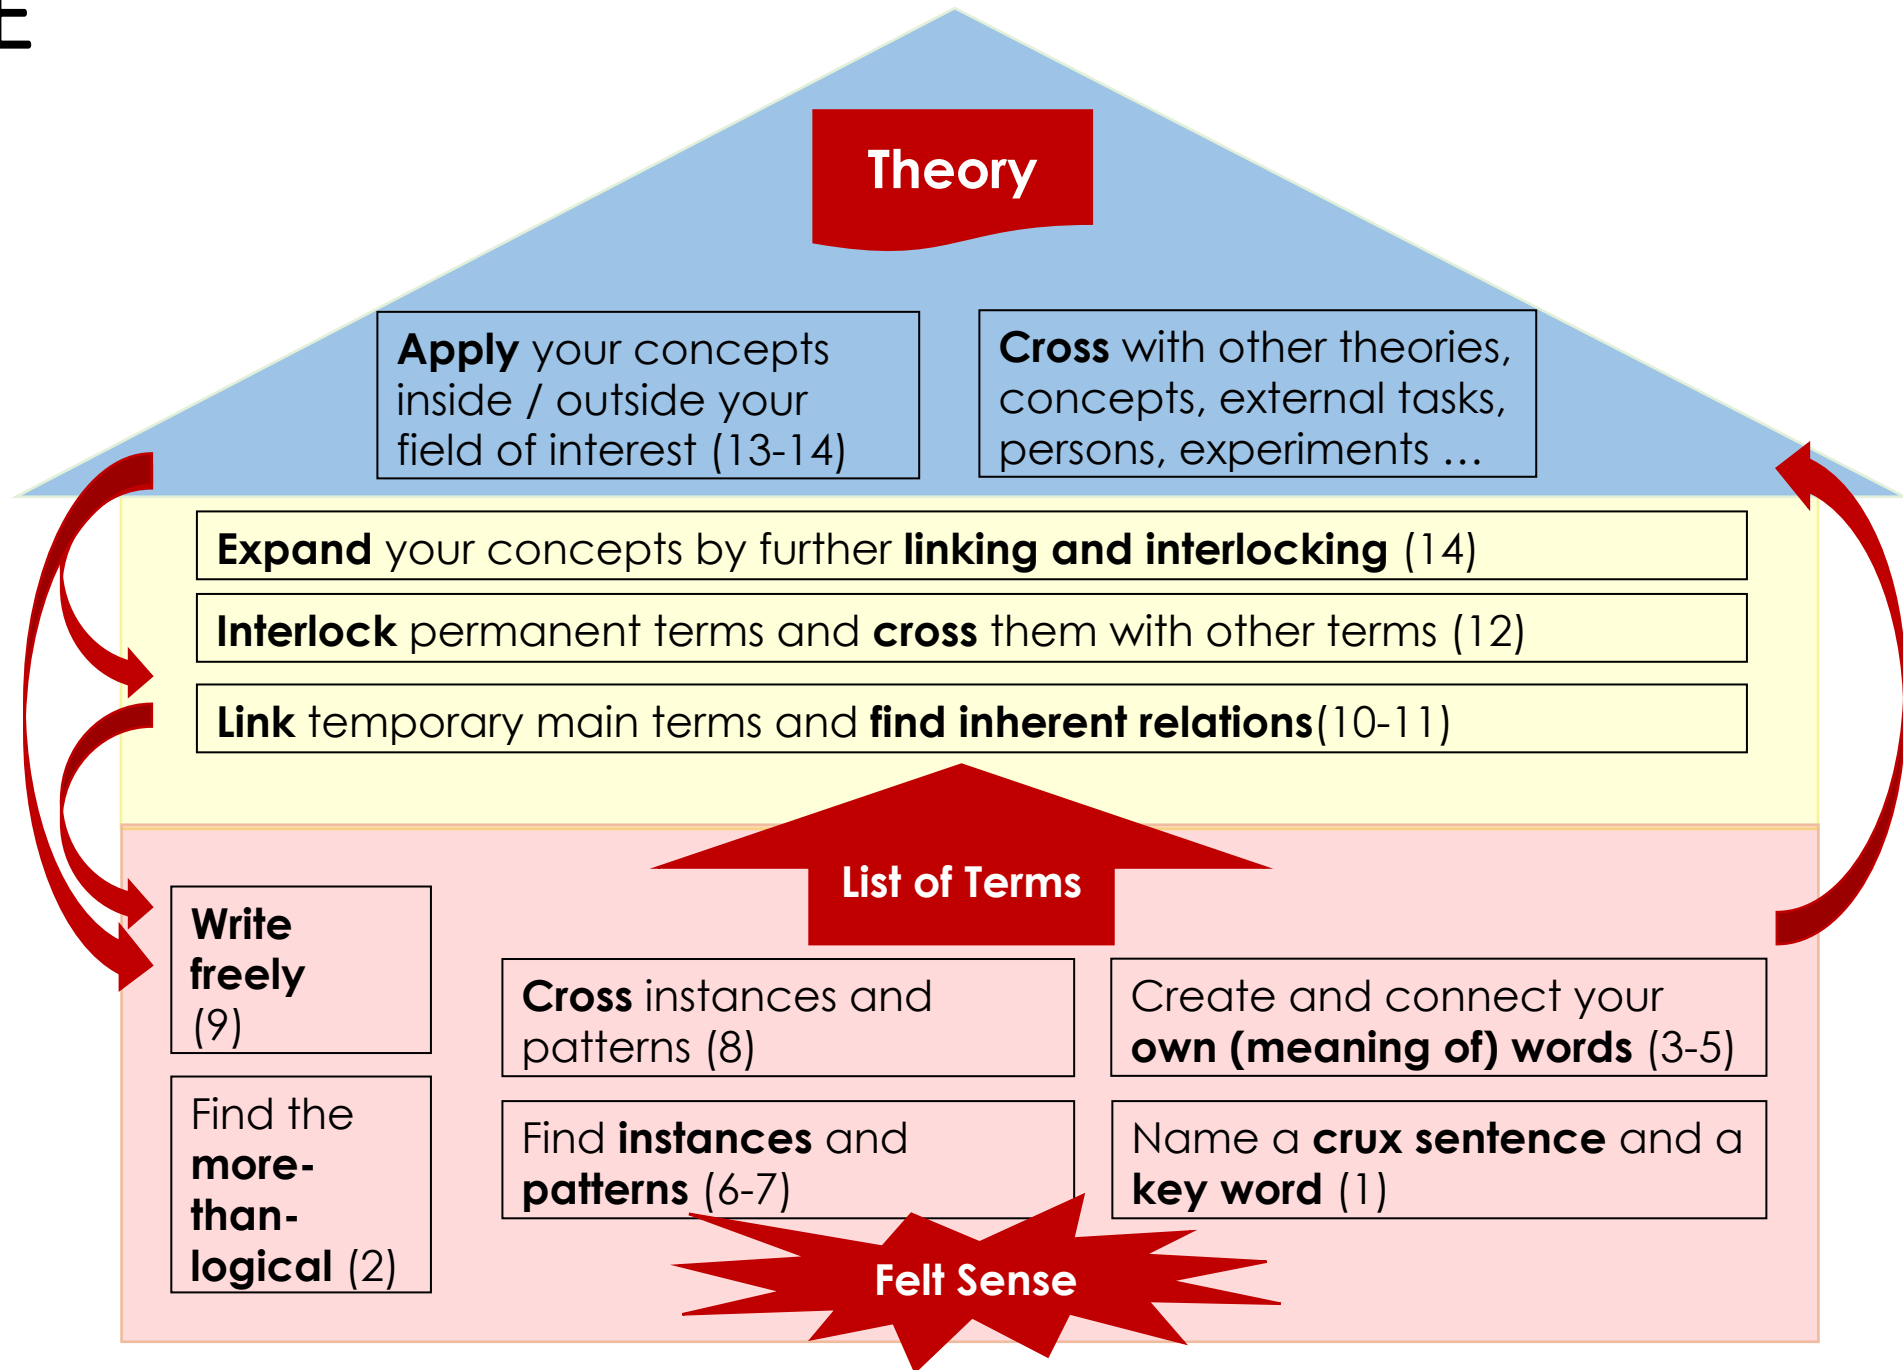 Theory
Apply your concepts
inside / outside your
field of interest (13-14)
Cross with other theories,
concepts, external tasks,
persons, experiments …
Expand your concepts by further linking and interlocking (14)
Interlock permanent terms and cross them with other terms (12)
Link temporary main terms and find inherent relations(10-11)
List of Terms
Write
freely
(9)
Cross instances and
patterns (8)
Create and connect your
own (meaning of) words (3-5)
Find the
more-
than-
logical (2)
Find instances and
patterns (6-7)
Name a crux sentence and a
key word (1)
Felt Sense